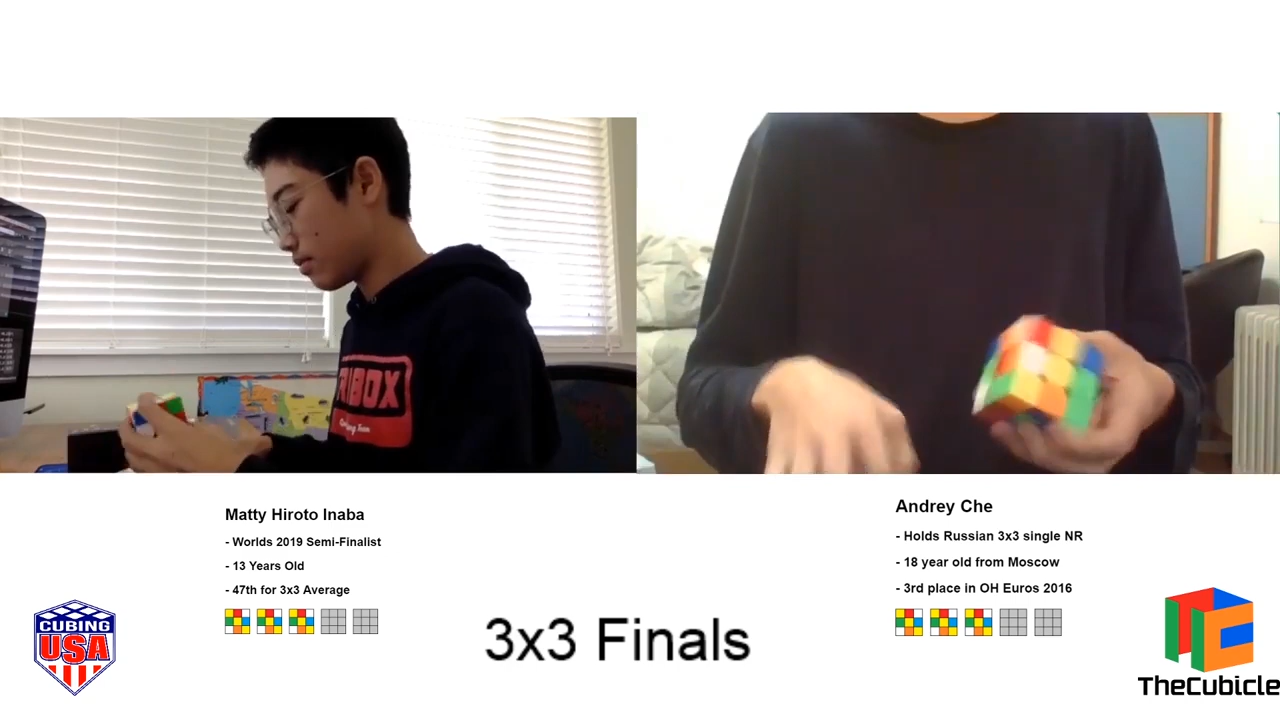 RIBOX
Matty Hiroto Inaba
- Worlds 2019 Semi-Finalist
- 13 Years Old
- 47th for 3x3 Average
Andrey Che
- Holds Russian 3x3 single NR
- 18 year old from Moscow
- 3rd place in OH Euros 2016
CUBING
USA
3x3 Finals
TheCubicle